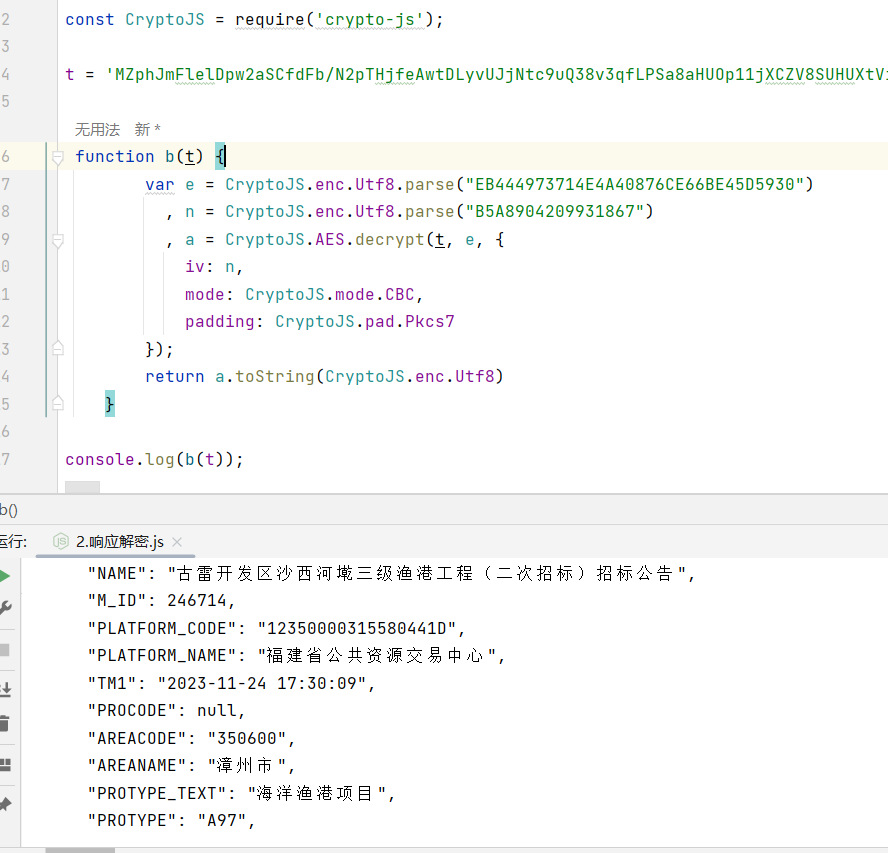 2 const CryptoJS = require('crypto-js');
3
4 t = 'MZphJmFlelDpw2aSCfdFb/N2pTHjfeAwtDLyvUJjNtc9uQ38v3qfLPSa8aHUOp11jXCZV8SUHUXtV
5
无用法 新 *
6 function b(t) {
7 var e = CryptoJS.enc.Utf8.parse("EB444973714E4A40876CE66BE45D5930")
8 , n = CryptoJS.enc.Utf8.parse("B5A8904209931867")
9 , a = CryptoJS.AES.decrypt(t, e, {
0 iv: n,
1 mode: CryptoJS.mode.CBC,
2 padding: CryptoJS.pad.Pkcs7
3 });
4 return a.toString(CryptoJS.enc.Utf8)
5 }
6
7 console.log(b(t));
b()
运行: 2.响应解密.js
"NAME": "古雷开发区沙西河墘三级渔港工程（二次招标）招标公告",
"M_ID": 246714,
"PLATFORM_CODE": "12350000315580441D",
"PLATFORM_NAME": "福建省公共资源交易中心",
"TM1": "2023-11-24 17:30:09",
"PROCODE": null,
"AREACODE": "350600",
"AREANAME": "漳州市",
"PROTYPE_TEXT": "海洋渔港项目",
"PROTYPE": "A97",